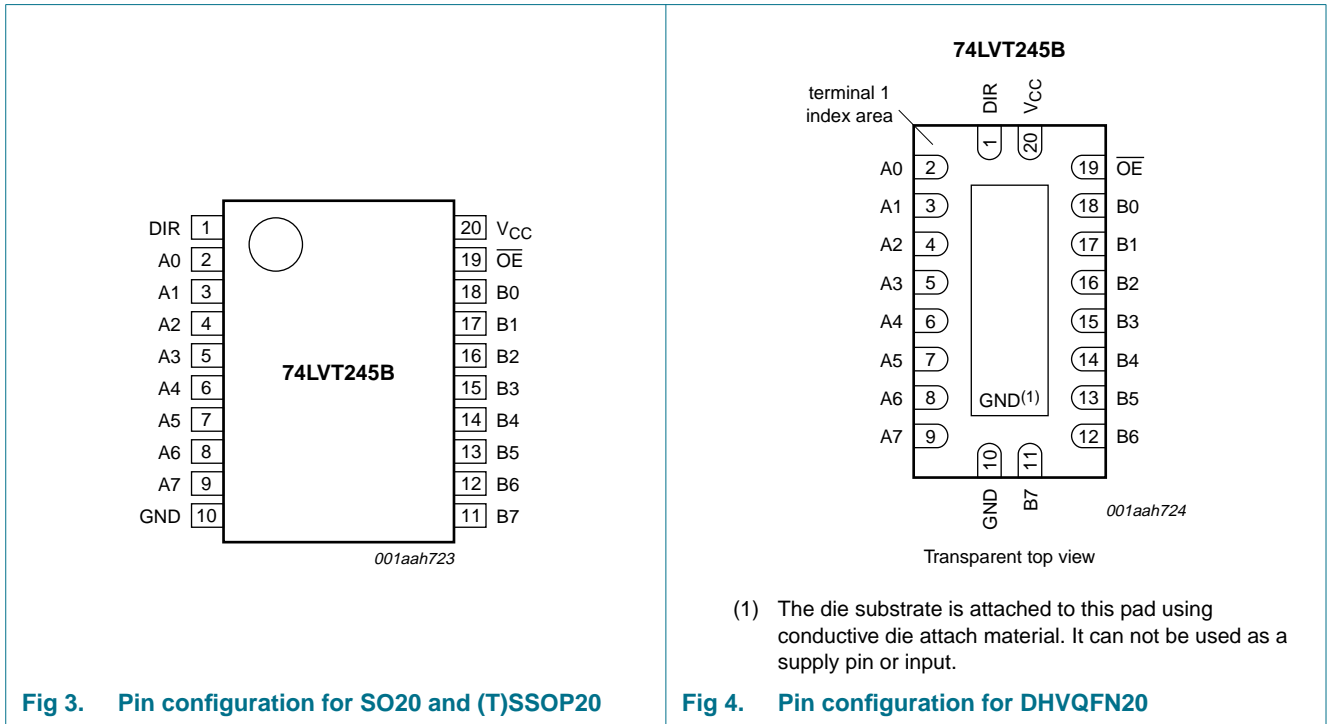 DIR 1
A0 2
A1 3
A2 4
A3 5
A4 6
A5 7
A6 8
A7 9
GND 10
74LVT245B
20 VCC
19 OE
18 B0
17 B1
16 B2
15 B3
14 B4
13 B5
12 B6
11 B7
001aah723
Fig 3. Pin configuration for SO20 and (T)SSOP20
74LVT245B
terminal 1
index area
DIR
VCC
1
20
A0 2
A1 3
A2 4
A3 5
A4 6
A5 7
A6 8
A7 9
19 OE
18 B0
17 B1
16 B2
15 B3
14 B4
13 B5
12 B6
GND(1)
10
11
GND
B7
001aah724
Transparent top view
(1) The die substrate is attached to this pad using
conductive die attach material. It can not be used as a
supply pin or input.
Fig 4. Pin configuration for DHVQFN20